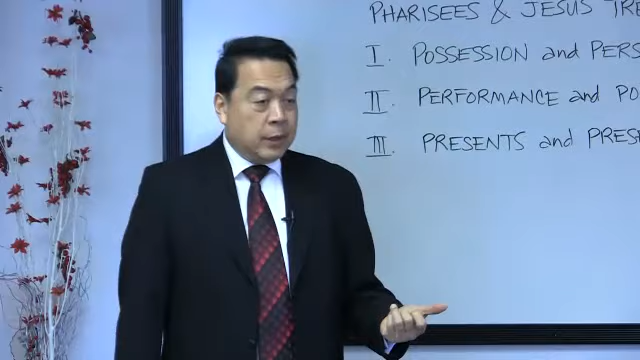 PHARISEES & JESUS
I. POSSESSION and
II. PERFORMANCE and
III. PRESENTS and